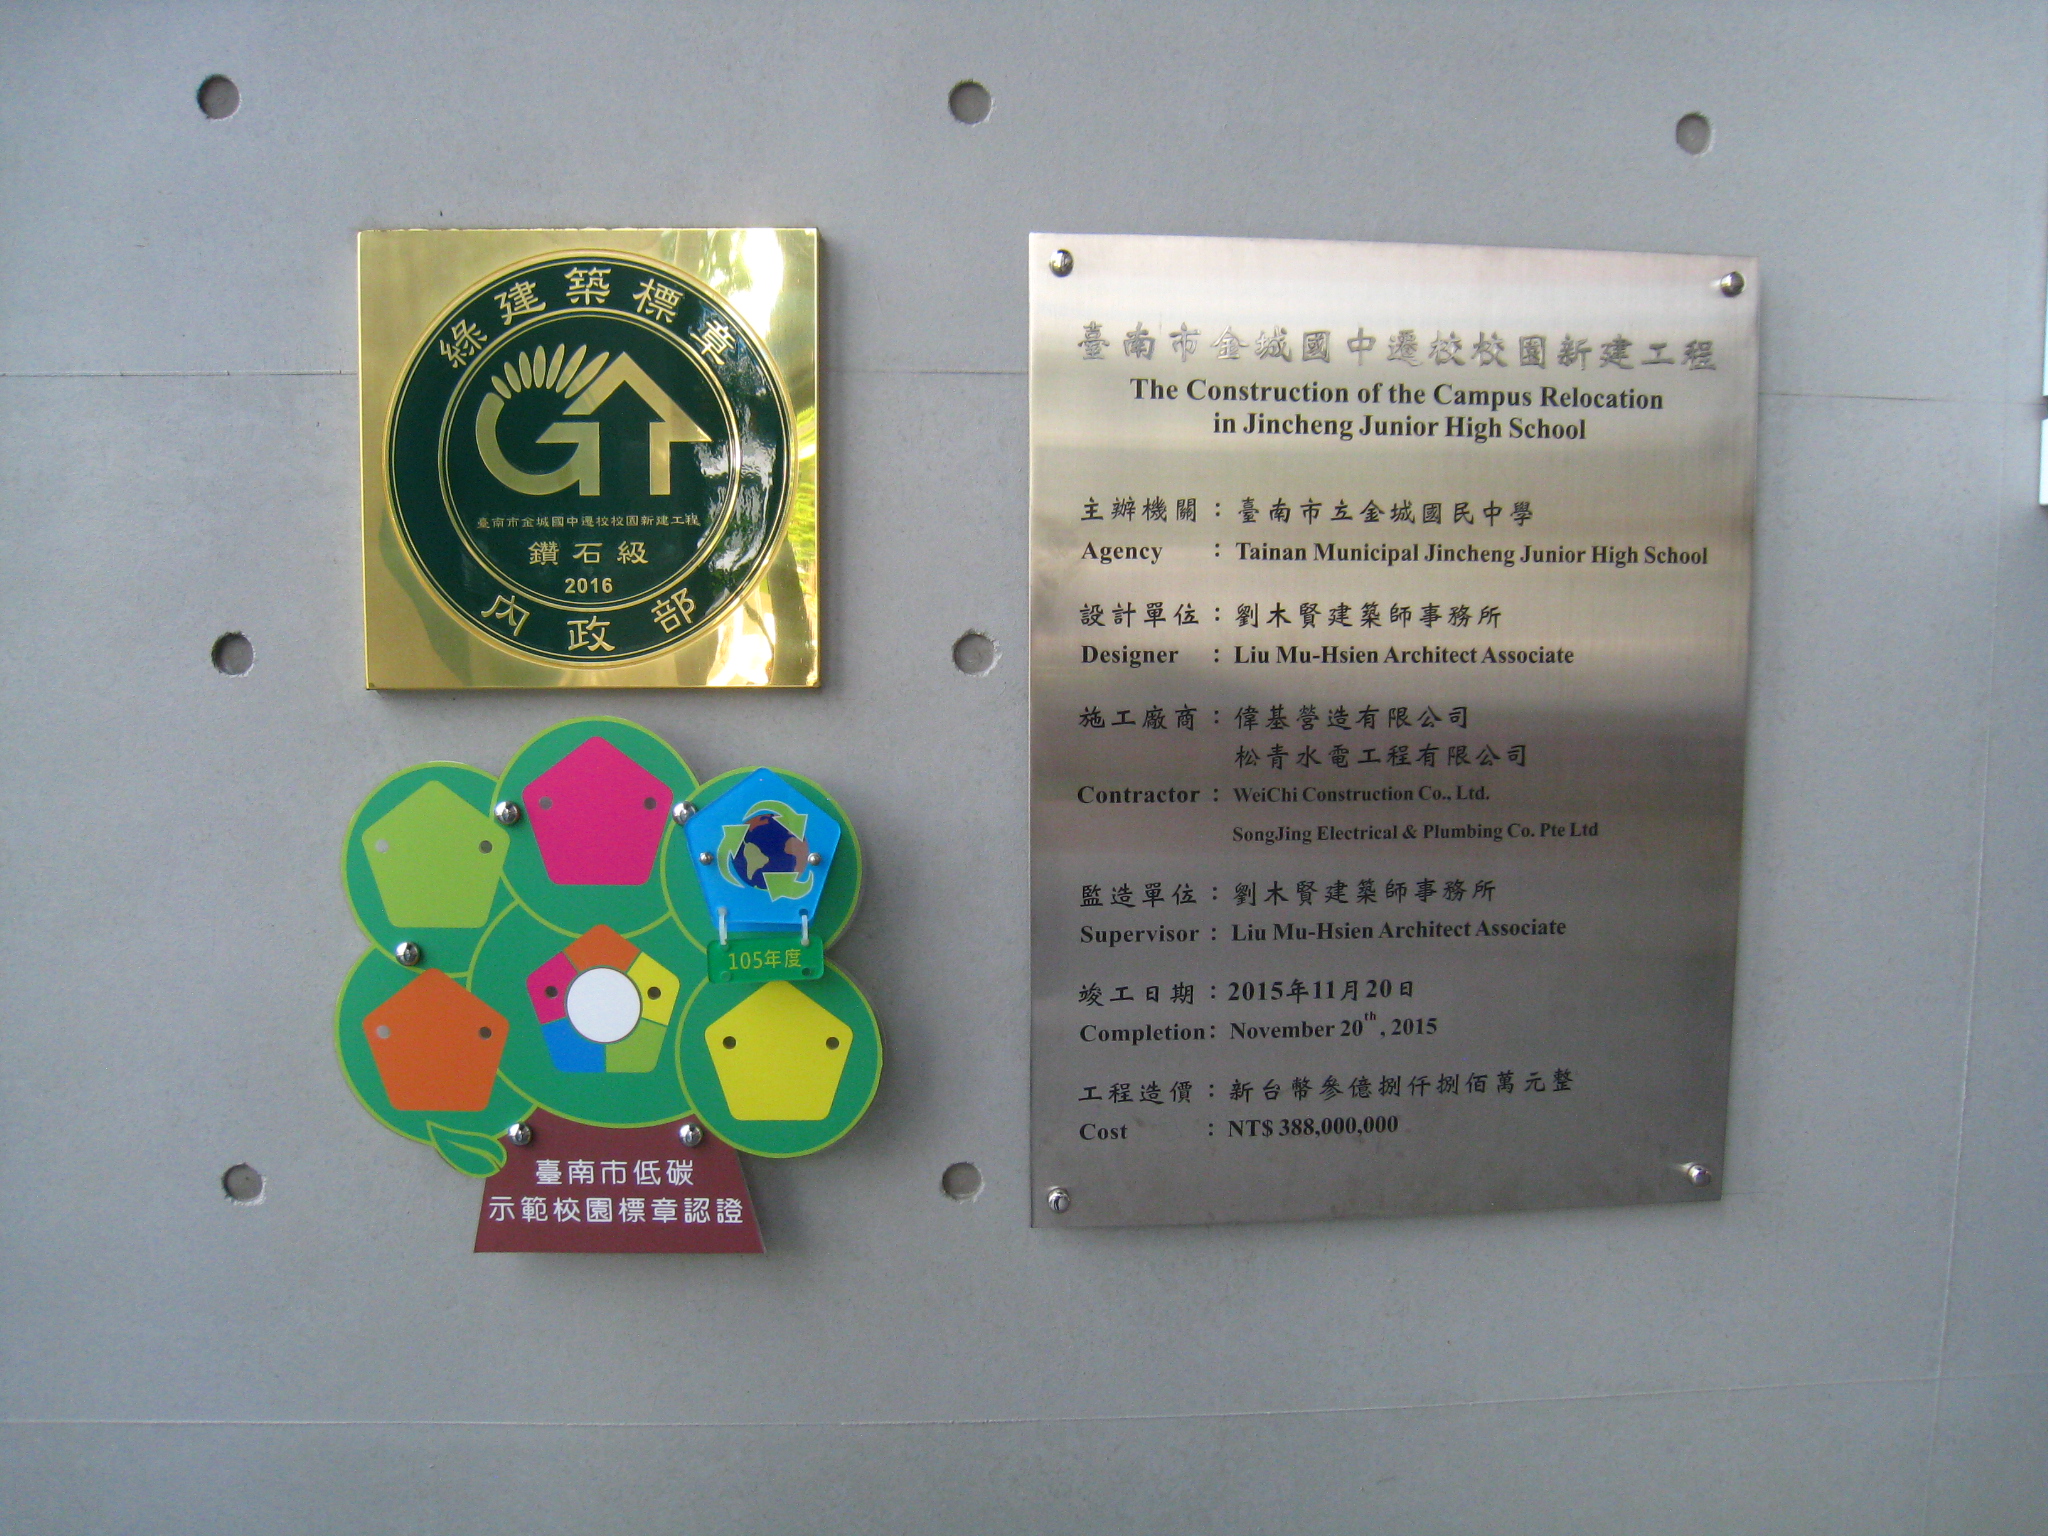 綠建築標章
臺南市金城國中遷校校園新建工程
鑽石級
2016
內政部
105年度
臺南市低碳
示範校園標章認證
臺南市金城國中遷校校園新建工程
The Construction of the Campus Relocation
in Jincheng Junior High School
主辦機關：臺南市立金城國民中學
Agency : Tainan Municipal Jincheng Junior High School
設計單位：劉木賢建築師事務所
Designer : Liu Mu-Hsien Architect Associate
施工廠商：偉基營造有限公司
松青水電工程有限公司
Contractor : WeiChi Construction Co., Ltd.
SongJing Electrical & Plumbing Co. Pte Ltd
監造單位：劉木賢建築師事務所
Supervisor : Liu Mu-Hsien Architect Associate
竣工日期：2015年11月20日
Completion : November 20th, 2015
工程造價：新台幣參億捌仟捌佰萬元整
Cost : NT$ 388,000,000